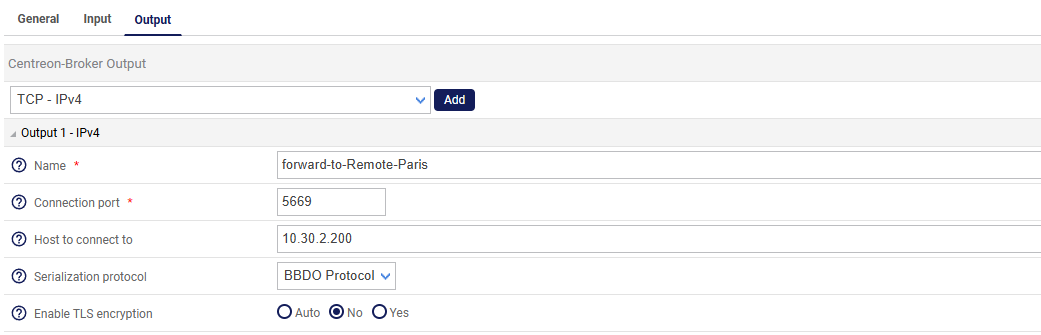 General Input Output
Centreon-Broker Output
TCP - IPv4 Add
Output 1 - IPv4
Name * forward-to-Remote-Paris
Connection port * 5669
Host to connect to 10.30.2.200
Serialization protocol BBDO Protocol
Enable TLS encryption Auto No Yes